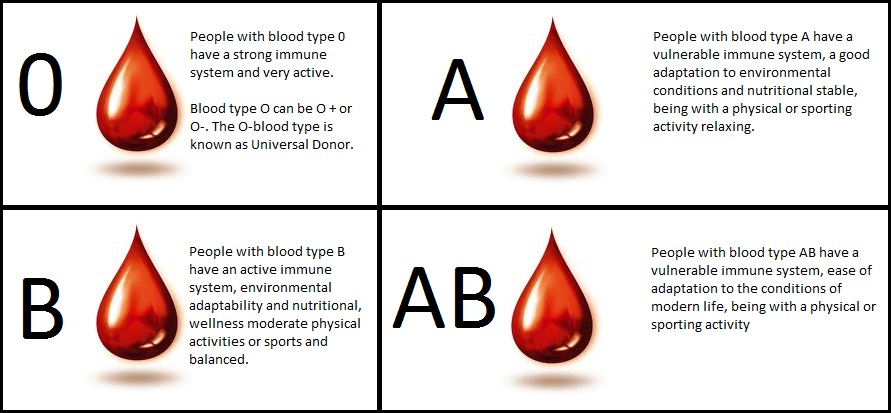 0
People with blood type 0
have a strong immune
system and very active.
Blood type O can be O + or
O-. The O-blood type is
known as Universal Donor.
A
People with blood type A have a
vulnerable immune system, a good
adaptation to environmental
conditions and nutritional stable,
being with a physical or sporting
activity relaxing.
B
People with blood type B
have an active immune
system, environmental
adaptability and nutritional,
wellness moderate physical
activities or sports and
balanced.
AB
People with blood type AB have a
vulnerable immune system, ease of
adaptation to the conditions of
modern life, being with a physical or
sporting activity